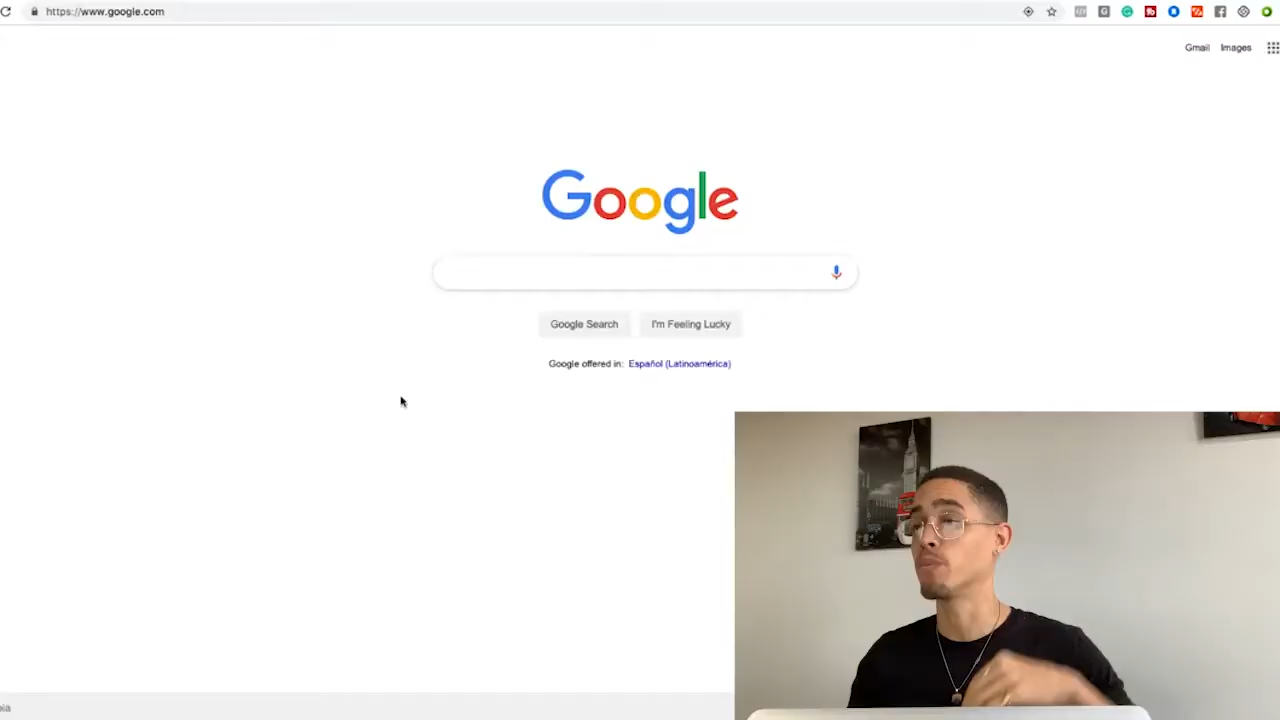 https://www.google.com
Gmail Images
Google
Google Search I'm Feeling Lucky
Google offered in: Español (Latinoamérica)